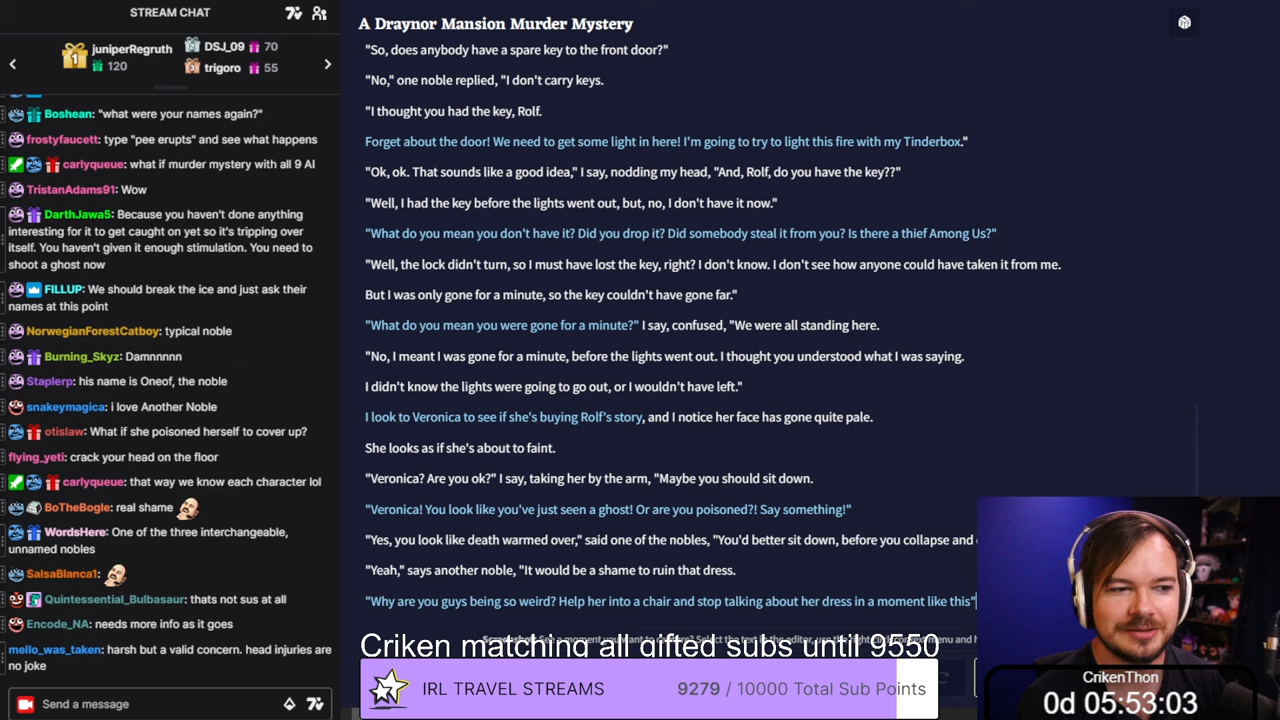 STREAM CHAT
juniperRegruth
120
DSJ_09 70
trigoro 55
Boshean: "what were your names again?"
frostyfaucett: type "pee erupts" and see what happens
carlyqueue: what if murder mystery with all 9 AI
TristanAdams91: Wow
DarthJawa5: Because you haven't done anything
interesting for it to get caught on yet so it's tripping over
itself. You haven't given it enough stimulation. You need to
shoot a ghost now
FILLUP: We should break the ice and just ask their
names at this point
NorwegianForestCatboy: typical noble
Burning_Skyz: Damnnnnn
Staplerp: his name is Oneof, the noble
snakeymagica: i love Another Noble
otislaw: What if she poisoned herself to cover up?
flying_yeti: crack your head on the floor
carlyqueue: that way we know each character lol
BoTheBogle: real shame
WordsHere: One of the three interchangeable,
unnamed nobles
SalsaBlanca1:
Quintessential_Bulbasaur: thats not sus at all
Encode_NA: needs more info as it goes
mello_was_taken: harsh but a valid concern. head injuries are
no joke
Send a message
A Draynor Mansion Murder Mystery
"So, does anybody have a spare key to the front door?"
"No," one noble replied, "I don't carry keys.
"I thought you had the key, Rolf.
Forget about the door! We need to get some light in here! I'm going to try to light this fire with my Tinderbox."
"Ok, ok. That sounds like a good idea," I say, nodding my head, "And, Rolf, do you have the key??"
"Well, I had the key before the lights went out, but, no, I don't have it now."
"What do you mean you don't have it? Did you drop it? Did somebody steal it from you? Is there a thief Among Us?"
"Well, the lock didn't turn, so I must have lost the key, right? I don't know. I don't see how anyone could have taken it from me.
But I was only gone for a minute, so the key couldn't have gone far."
"What do you mean you were gone for a minute?" I say, confused, "We were all standing here.
"No, I meant I was gone for a minute, before the lights went out. I thought you understood what I was saying.
I didn't know the lights were going to go out, or I wouldn't have left."
I look to Veronica to see if she's buying Rolf's story, and I notice her face has gone quite pale.
She looks as if she's about to faint.
"Veronica? Are you ok?" I say, taking her by the arm, "Maybe you should sit down.
"Veronica! You look like you've just seen a ghost! Or are you poisoned?! Say something!"
"Yes, you look like death warmed over," said one of the nobles, "You'd better sit down, before you collapse and
"Yeah," says another noble, "It would be a shame to ruin that dress.
"Why are you guys being so weird? Help her into a chair and stop talking about her dress in a moment like this"
Criken matching all gifted subs until 9550
IRL TRAVEL STREAMS 9279 / 10000 Total Sub Points
CrikenThon
0d 05:53:03